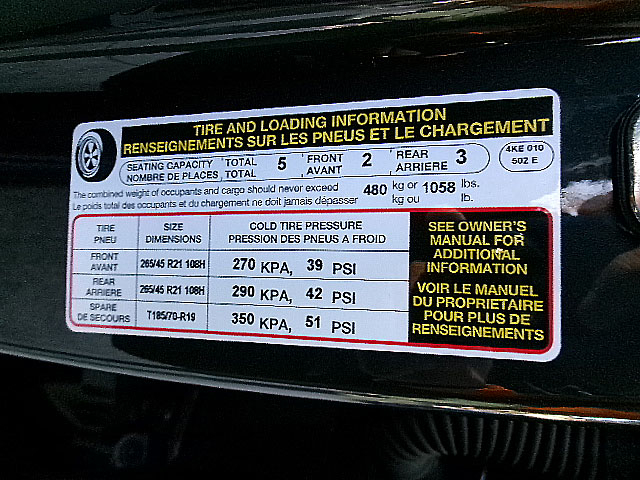 TIRE AND LOADING INFORMATION
RENSEIGNEMENTS SUR LES PNEUS ET LE CHARGEMENT
SEATING CAPACITY TOTAL 5 FRONT 2 REAR 3
NOMBRE DE PLACES, TOTAL AVANT ARRIERE
4KE 010
502 E
The combined weight of occupants and cargo should never exceed 480 kg or 1058 lbs.
Le poids total des occupants et du chargement ne doit jamais dépasser kg ou lb.
TIRE SIZE COLD TIRE PRESSURE
PNEU DIMENSIONS PRESSION DES PNEUS A FROID
FRONT
AVANT 265/45 R21 108H 270 KPA, 39 PSI
REAR
ARRIERE 265/45 R21 108H 290 KPA, 42 PSI
SPARE
DE SECOURS T185/70-R19 350 KPA, 51 PSI
SEE OWNER'S
MANUAL FOR
ADDITIONAL
INFORMATION
VOIR LE MANUEL
DU PROPRIETAIRE
POUR PLUS DE
RENSEIGNEMENTS